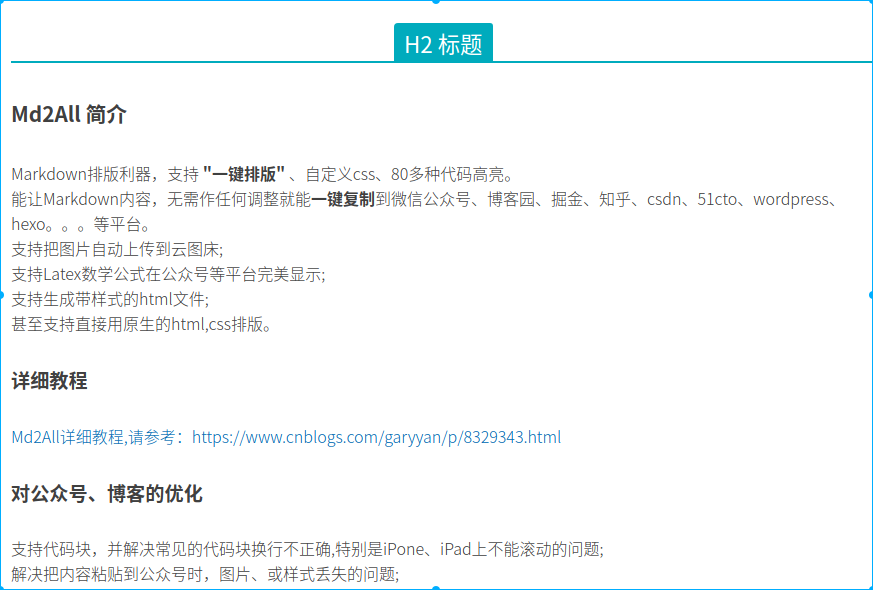 H2 标题
Md2All 简介
Markdown排版利器，支持 "一键排版" 、自定义css、80多种代码高亮。
能让Markdown内容，无需作任何调整就能一键复制到微信公众号、博客园、掘金、知乎、csdn、51cto、wordpress、
hexo。。。等平台。
支持把图片自动上传到云图床;
支持Latex数学公式在公众号等平台完美显示;
支持生成带样式的html文件;
甚至支持直接用原生的html,css排版。
详细教程
Md2All详细教程,请参考：https://www.cnblogs.com/garyyan/p/8329343.html
对公众号、博客的优化
支持代码块，并解决常见的代码块换行不正确,特别是iPone、iPad上不能滚动的问题;
解决把内容粘贴到公众号时，图片、或样式丢失的问题;